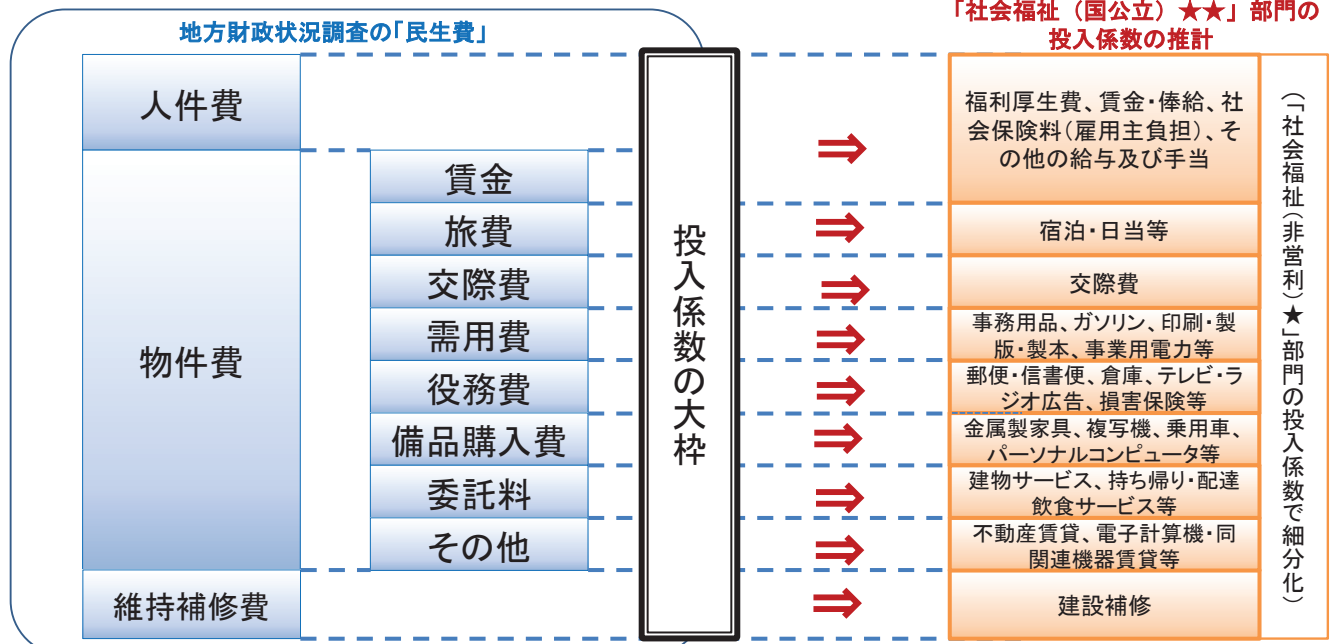 地方財政状況調査の「民生費」
「社会福祉（国公立）★★」部門の
投入係数の推計
人件費
物件費
維持補修費
賃金
旅費
交際費
需用費
役務費
備品購入費
委託料
その他
投入係数の大枠
⇒
⇒
⇒
⇒
⇒
⇒
⇒
⇒
⇒
福利厚生費、賃金・俸給、社
会保険料(雇用主負担)、そ
の他の給与及び手当
宿泊・日当等
交際費
事務用品、ガソリン、印刷・製
版・製本、事業用電力等
郵便・信書便、倉庫、テレビ・ラ
ジオ広告、損害保険等
金属製家具、複写機、乗用車、
パーソナルコンピュータ等
建物サービス、持ち帰り・配達
飲食サービス等
不動産賃貸、電子計算機・同
関連機器賃貸等
建設補修
(「社会福祉(非営利)★」部門の投入係数で細分化)